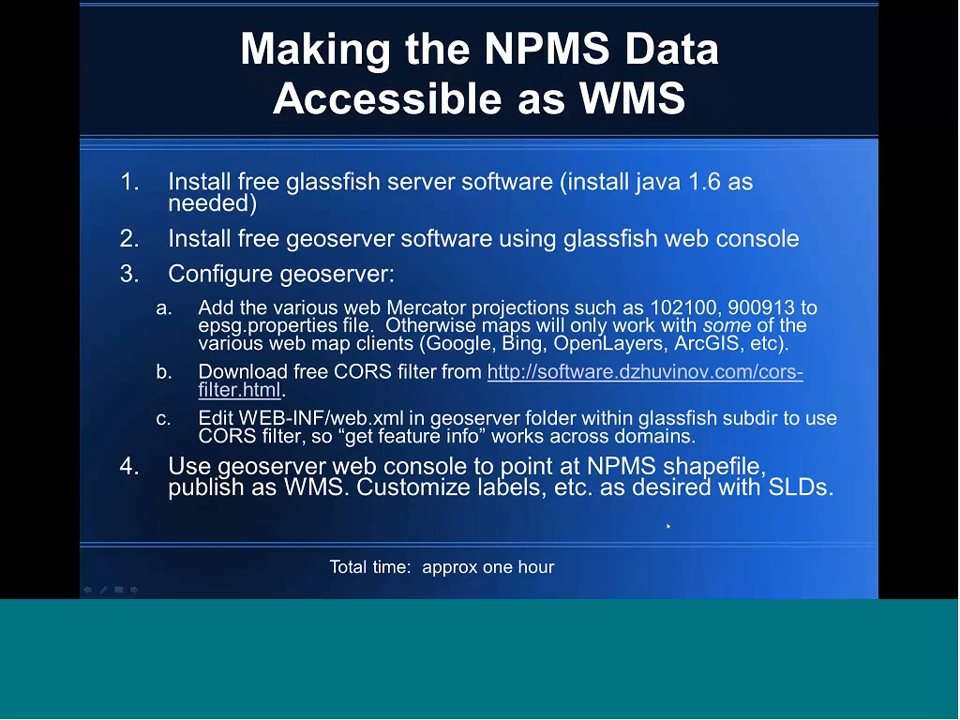 Making the NPMS Data
Accessible as WMS
1. Install free glassfish server software (install java 1.6 as
needed)
2. Install free geoserver software using glassfish web console
3. Configure geoserver:
a. Add the various web Mercator projections such as 102100, 900913 to
epsg.properties file. Otherwise maps will only work with some of the
various web map clients (Google, Bing, OpenLayers, ArcGIS, etc).
b. Download free CORS filter from http://software.dzhuvinov.com/cors-
filter.html.
c. Edit WEB-INF/web.xml in geoserver folder within glassfish subdir to use
CORS filter, so “get feature info” works across domains.
4. Use geoserver web console to point at NPMS shapefile,
publish as WMS. Customize labels, etc. as desired with SLDs.
Total time: approx one hour